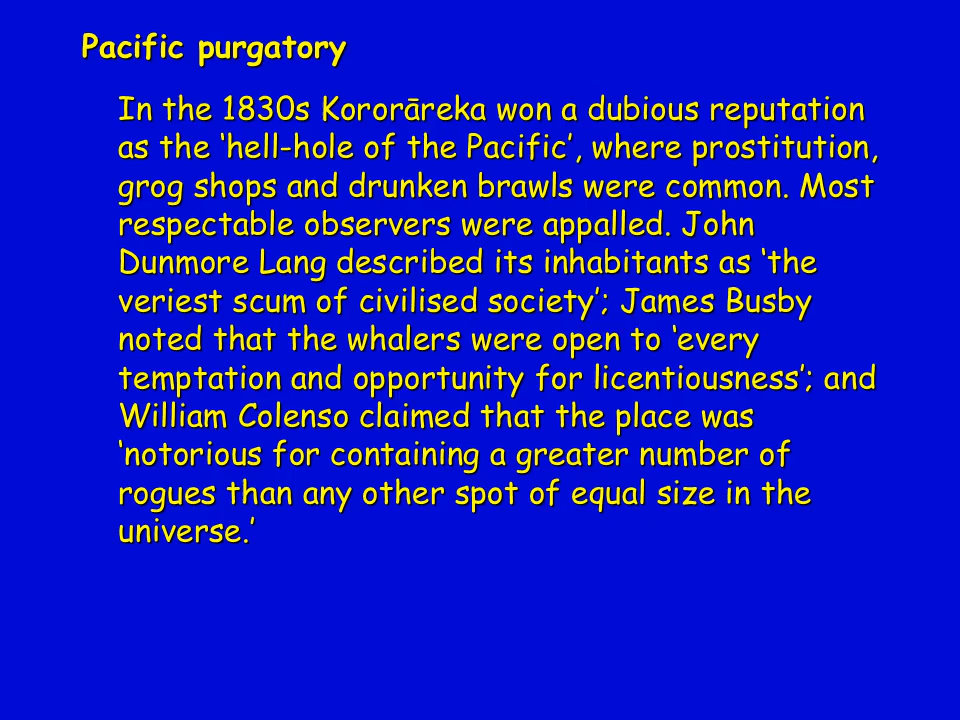 Pacific purgatory
In the 1830s Kororāreka won a dubious reputation
as the ‘hell-hole of the Pacific’, where prostitution,
grog shops and drunken brawls were common. Most
respectable observers were appalled. John
Dunmore Lang described its inhabitants as ‘the
veriest scum of civilised society’; James Busby
noted that the whalers were open to ‘every
temptation and opportunity for licentiousness’; and
William Colenso claimed that the place was
‘notorious for containing a greater number of
rogues than any other spot of equal size in the
universe.’